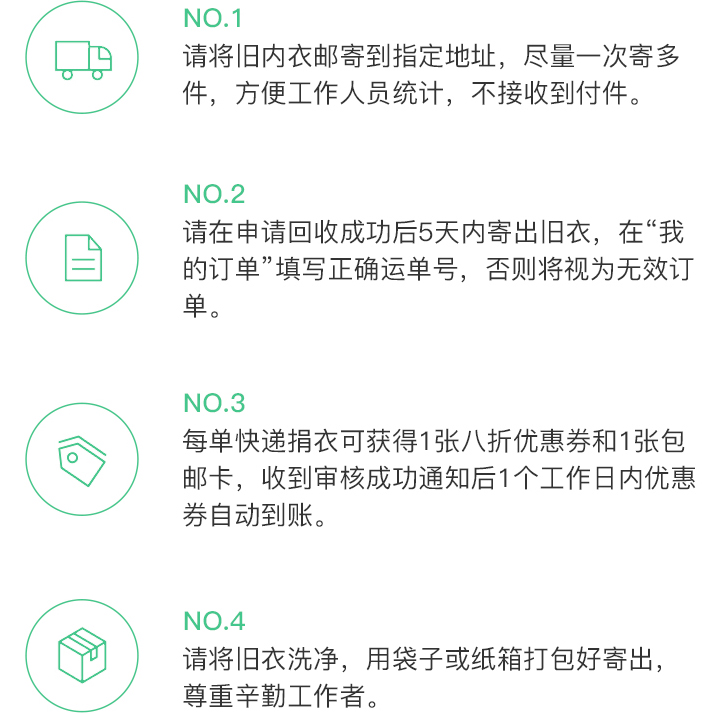 NO.1
请将旧内衣邮寄到指定地址，尽量一次寄多
件，方便工作人员统计，不接收到付件。
NO.2
请在申请回收成功后5天内寄出旧衣，在“我
的订单”填写正确运单号，否则将视为无效订
单。
NO.3
每单快递捐衣可获得1张八折优惠券和1张包
邮卡，收到审核成功通知后1个工作日内优惠
券自动到账。
NO.4
请将旧衣洗净，用袋子或纸箱打包好寄出，
尊重辛勤工作者。